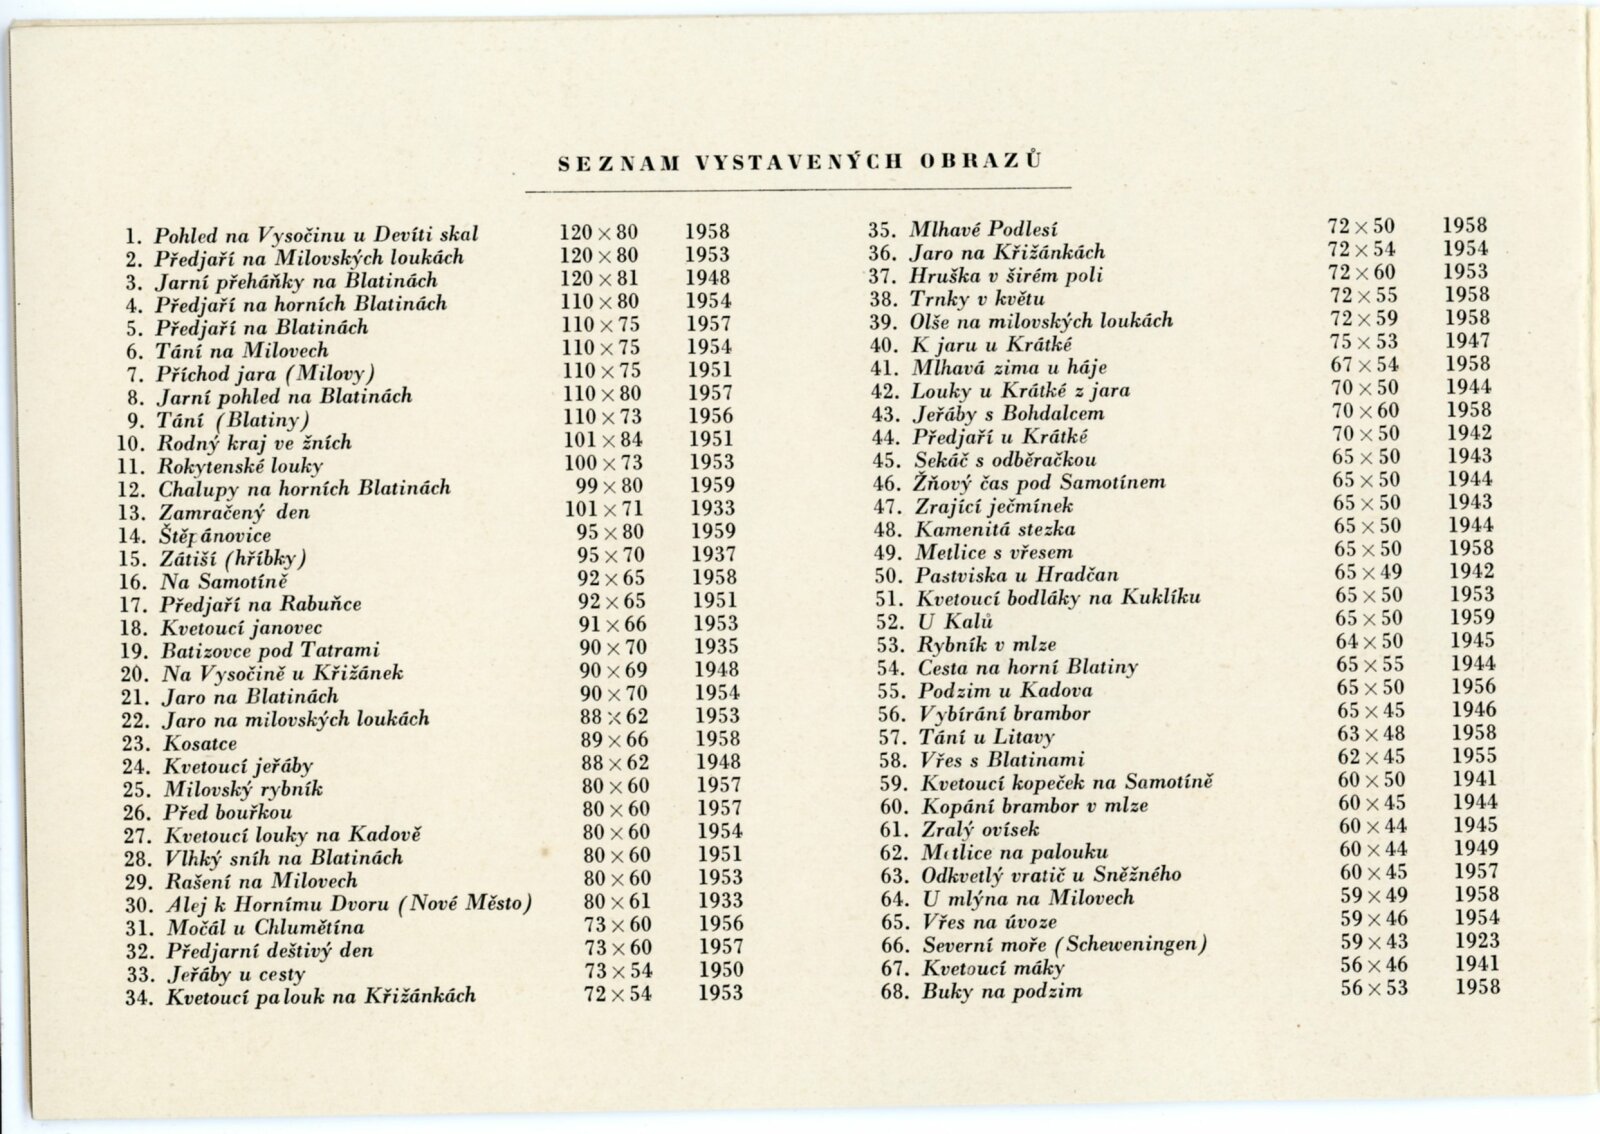 SEZNAM VYSTAVENÝCH OBRAZŮ
1. Pohled na Vysočinu u Devíti skal 120 × 80 1958
2. Předjaří na Milovských loukách 120 × 80 1953
3. Jarní přeháňky na Blatinách 120 × 81 1948
4. Předjaří na horních Blatinách 110 × 80 1954
5. Předjaří na Blatinách 110 × 75 1957
6. Tání na Milovech 110 × 75 1954
7. Příchod jara (Milovy) 110 × 75 1951
8. Jarní pohled na Blatinách 110 × 80 1957
9. Tání (Blatiny) 110 × 73 1956
10. Rodný kraj ve žních 101 × 84 1951
11. Rokytenské louky 100 × 73 1953
12. Chalupy na horních Blatinách 99 × 80 1959
13. Zamračený den 101 × 71 1933
14. Štěpánovice 95 × 80 1959
15. Zátiší (hříbky) 95 × 70 1937
16. Na Samotíně 92 × 65 1958
17. Předjaří na Rabuňce 92 × 65 1951
18. Kvetoucí janovec 91 × 66 1953
19. Batizovce pod Tatrami 90 × 70 1935
20. Na Vysočině u Křižánek 90 × 69 1948
21. Jaro na Blatinách 90 × 70 1954
22. Jaro na milovských loukách 88 × 62 1953
23. Kosatce 89 × 66 1958
24. Kvetoucí jeřáby 88 × 62 1948
25. Milovský rybník 80 × 60 1957
26. Před bouřkou 80 × 60 1957
27. Kvetoucí louky na Kadově 80 × 60 1954
28. Vlhký sníh na Blatinách 80 × 60 1951
29. Rašení na Milovech 80 × 60 1953
30. Alej k Hornímu Dvoru (Nové Město) 80 × 61 1933
31. Močál u Chlumětína 73 × 60 1956
32. Předjarní deštivý den 73 × 60 1957
33. Jeřáby u cesty 73 × 54 1950
34. Kvetoucí palouk na Křižánkách 72 × 54 1953
35. Mlhavé Podlesí 72 × 50 1958
36. Jaro na Křižánkách 72 × 54 1954
37. Hruška v širém poli 72 × 60 1953
38. Trnky v květu 72 × 55 1958
39. Olše na milovských loukách 72 × 59 1958
40. K jaru u Krátké 75 × 53 1947
41. Mlhavá zima u háje 67 × 54 1958
42. Louky u Krátké z jara 70 × 50 1944
43. Jeřáby s Bohdalcem 70 × 60 1958
44. Předjaří u Krátké 70 × 50 1942
45. Sekáč s odběračkou 65 × 50 1943
46. Žňový čas pod Samotínem 65 × 50 1944
47. Zrající ječmínek 65 × 50 1943
48. Kamenitá stezka 65 × 50 1944
49. Metlice s vřesem 65 × 50 1958
50. Pastviska u Hradčan 65 × 49 1942
51. Kvetoucí bodláky na Kuklíku 65 × 50 1953
52. U Kalů 65 × 50 1959
53. Rybník v mlze 64 × 50 1945
54. Cesta na horní Blatiny 65 × 55 1944
55. Podzim u Kadova 65 × 50 1956
56. Vybírání brambor 65 × 45 1946
57. Tání u Litavy 63 × 48 1958
58. Vřes s Blatinami 62 × 45 1955
59. Kvetoucí kopeček na Samotíně 60 × 50 1941
60. Kopání brambor v mlze 60 × 45 1944
61. Zralý ovísek 60 × 44 1945
62. Metlice na palouku 60 × 44 1949
63. Odkvetlý vratič u Sněžného 60 × 45 1957
64. U mlýna na Milovech 59 × 49 1958
65. Vřes na úvoze 59 × 46 1954
66. Severní moře (Scheweningen) 59 × 43 1923
67. Kvetoucí máky 56 × 46 1941
68. Buky na podzim 56 × 53 1958